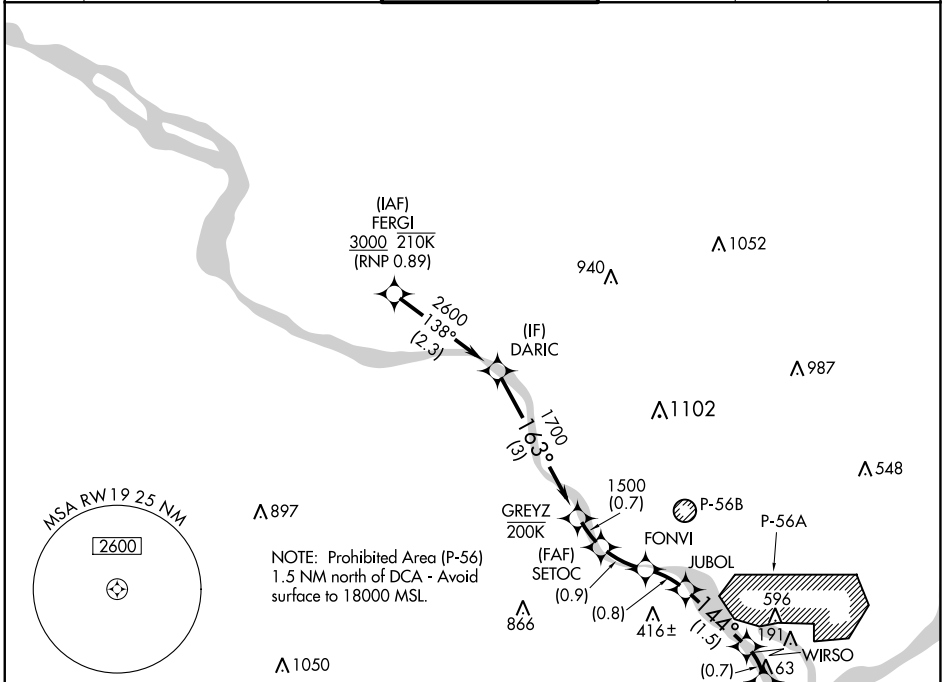 (IAF)
FERGI
3000 210K
(RNP 0.89)
1052
940
2600
138°
(2.3)
(IF)
DARIC
987
1102
1700
163°
(3)
548
MSA RW19 25 NM
2600
897
GREYZ
200K
1500
(0.7)
P-56B
P-56A
NOTE: Prohibited Area (P-56)
1.5 NM north of DCA - Avoid
surface to 18000 MSL.
(FAF)
SETOC
FONVI
JUBOL
(0.9)
(0.8)
866
416±
144°
(1.5)
596
191
WIRSO
1050
(0.7)
63